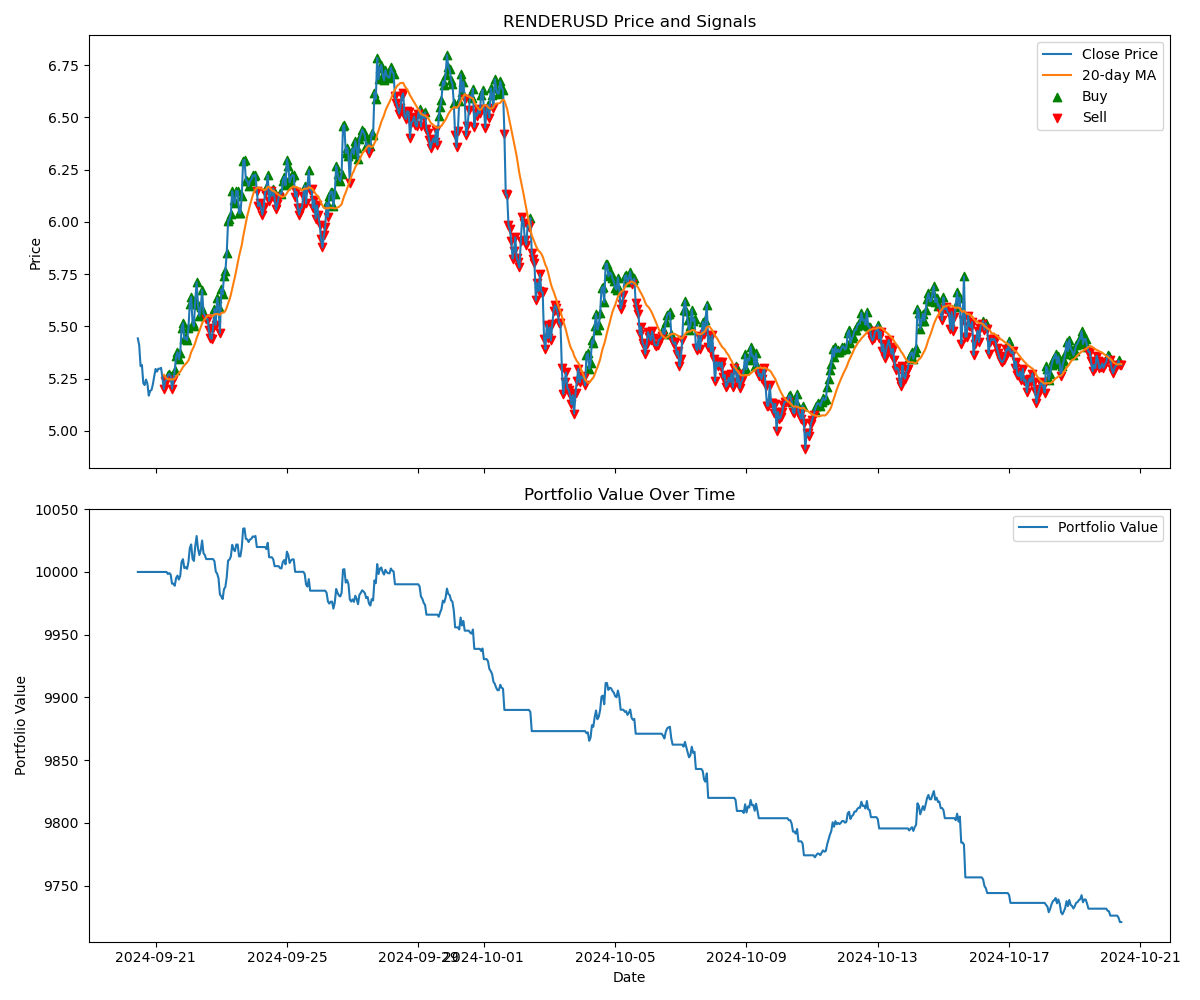 RENDERUSD Price and Signals
Price
6.75
6.50
6.25
6.00
5.75
5.50
5.25
5.00
Close Price
20-day MA
Buy
Sell
Portfolio Value Over Time
Portfolio Value
10050
10000
9950
9900
9850
9800
9750
Portfolio Value
2024-09-21
2024-09-25
2024-09-29
2024-10-01
2024-10-05
2024-10-09
2024-10-13
2024-10-17
2024-10-21
Date